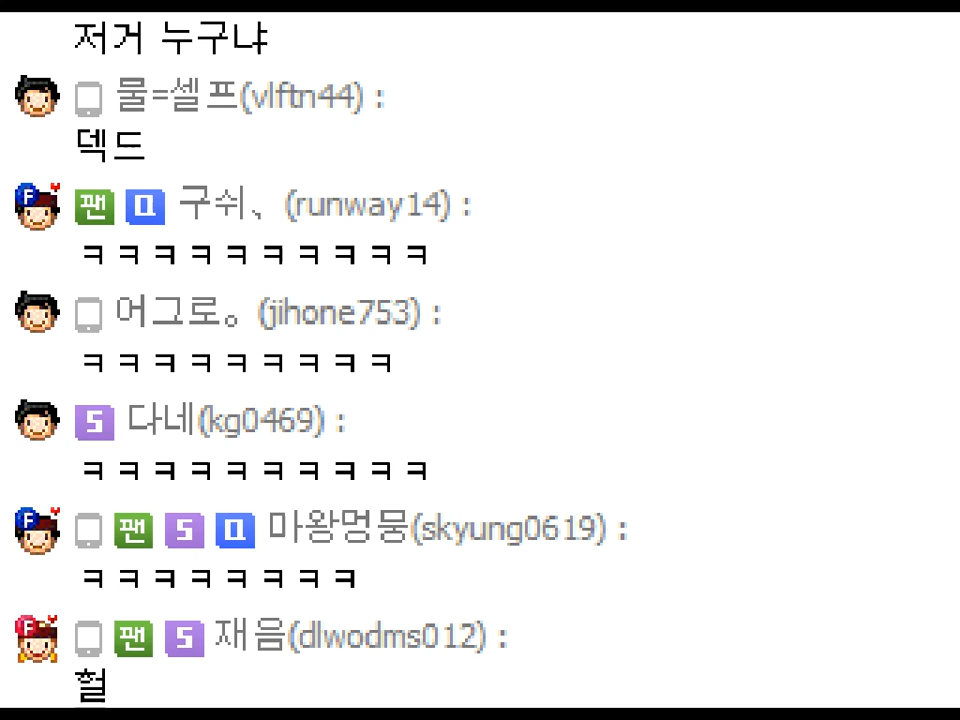 저거 누구냐
물=셀프(vlftn44) :
덱드
팬 Q 구쉬、(runway14) :
ㅋㅋㅋㅋㅋㅋㅋㅋㅋㅋ
어그로。(jihone753) :
ㅋㅋㅋㅋㅋㅋㅋㅋㅋ
S 다네(kg0469) :
ㅋㅋㅋㅋㅋㅋㅋㅋㅋㅋ
팬 S Q 마왕멍뭉(skyung0619) :
ㅋㅋㅋㅋㅋㅋㅋㅋ
팬 S 재음(dlwodms012) :
헐